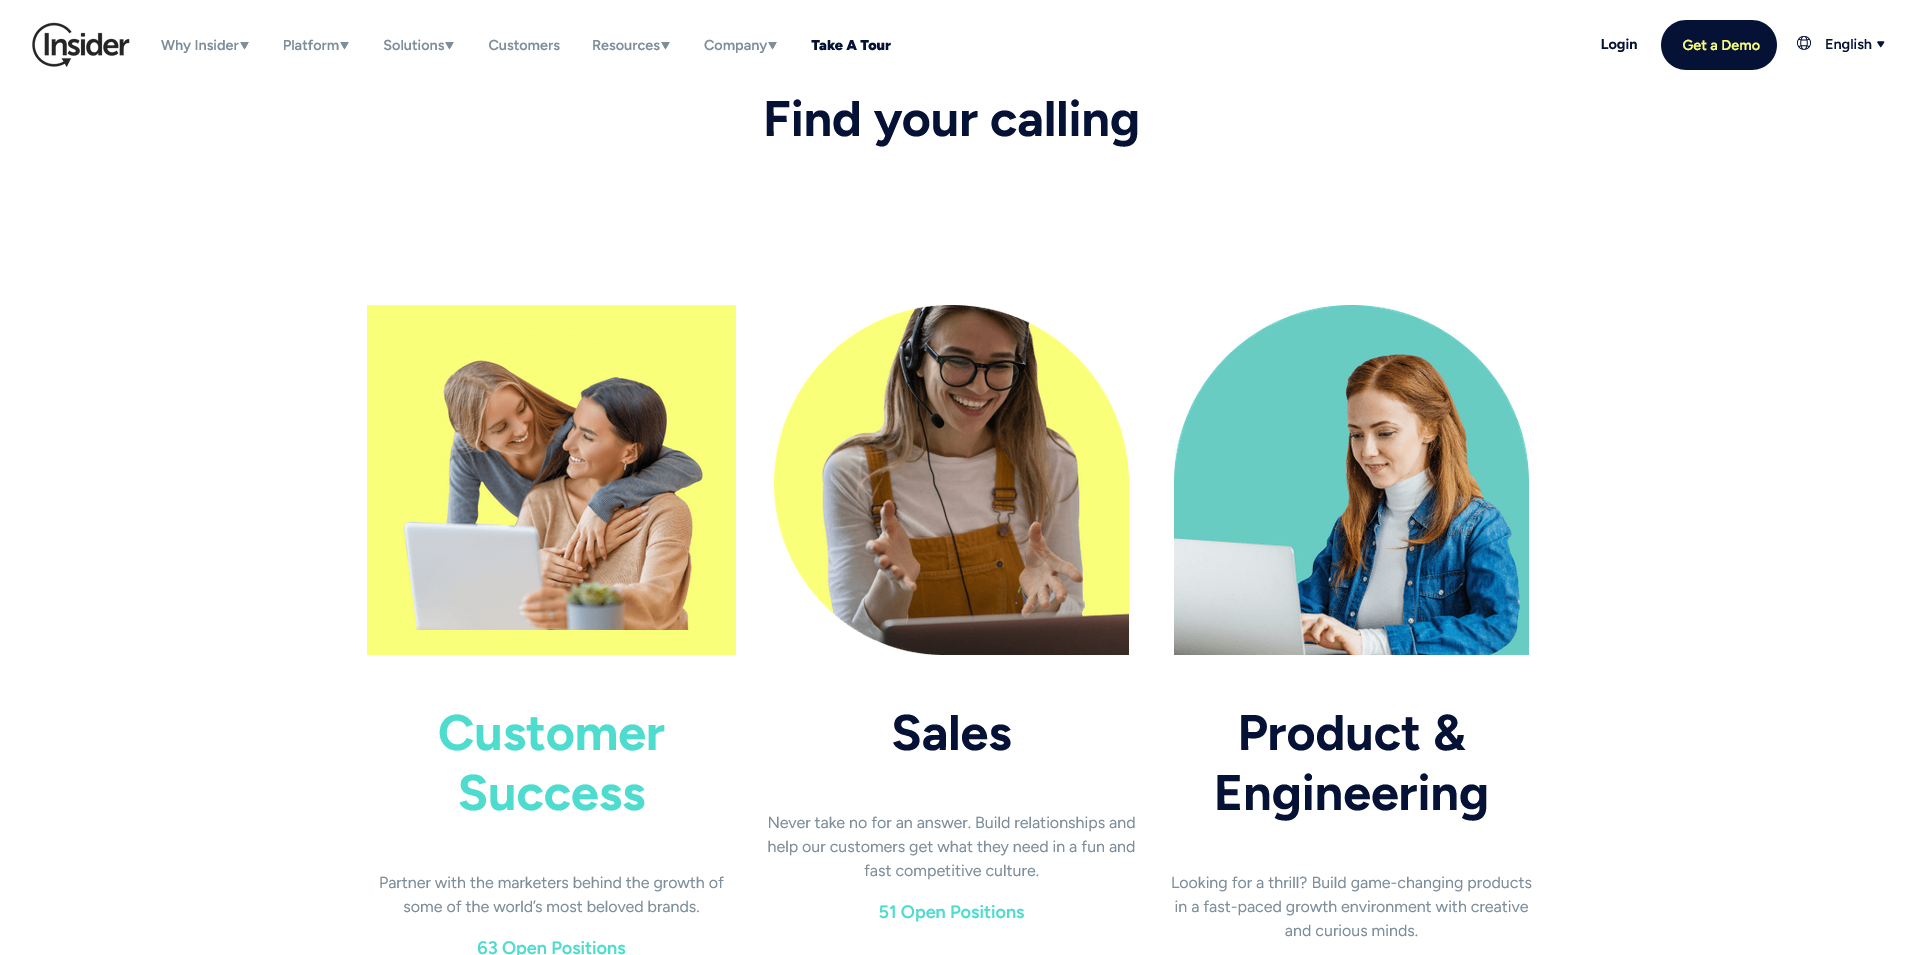 Insider
Why Insider
Platform
Solutions
Customers
Resources
Company
Take A Tour
Login
Get a Demo
English
Find your calling
Customer
Success
Partner with the marketers behind the growth of
some of the world's most beloved brands.
63 Open Positions
Sales
Never take no for an answer. Build relationships and
help our customers get what they need in a fun and
fast competitive culture.
51 Open Positions
Product &
Engineering
Looking for a thrill? Build game-changing products
in a fast-paced growth environment with creative
and curious minds.